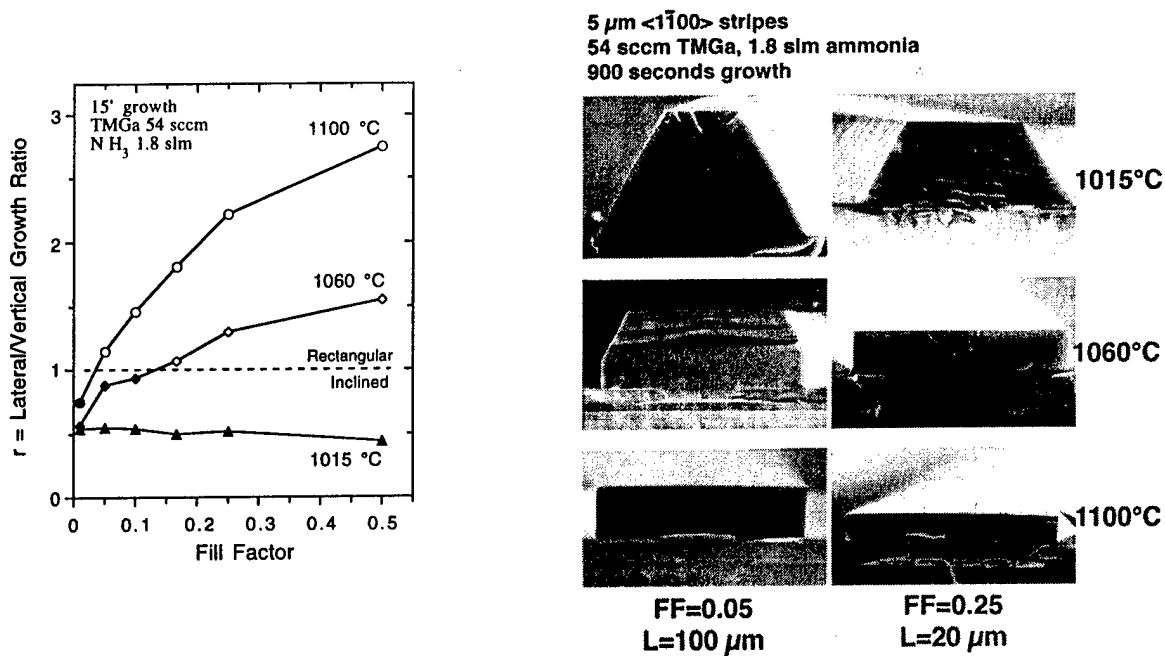 3
2
1
0
r = Lateral/Vertical Growth Ratio
15' growth
TMGa 54 sccm
N H3 1.8 slm
1100 °C
1060 °C
Rectangular
Inclined
1015 °C
0 0.1 0.2 0.3 0.4 0.5
Fill Factor
5 µm <11̄00> stripes
54 sccm TMGa, 1.8 slm ammonia
900 seconds growth
1015°C
1060°C
1100°C
FF=0.05
L=100 µm
FF=0.25
L=20 µm